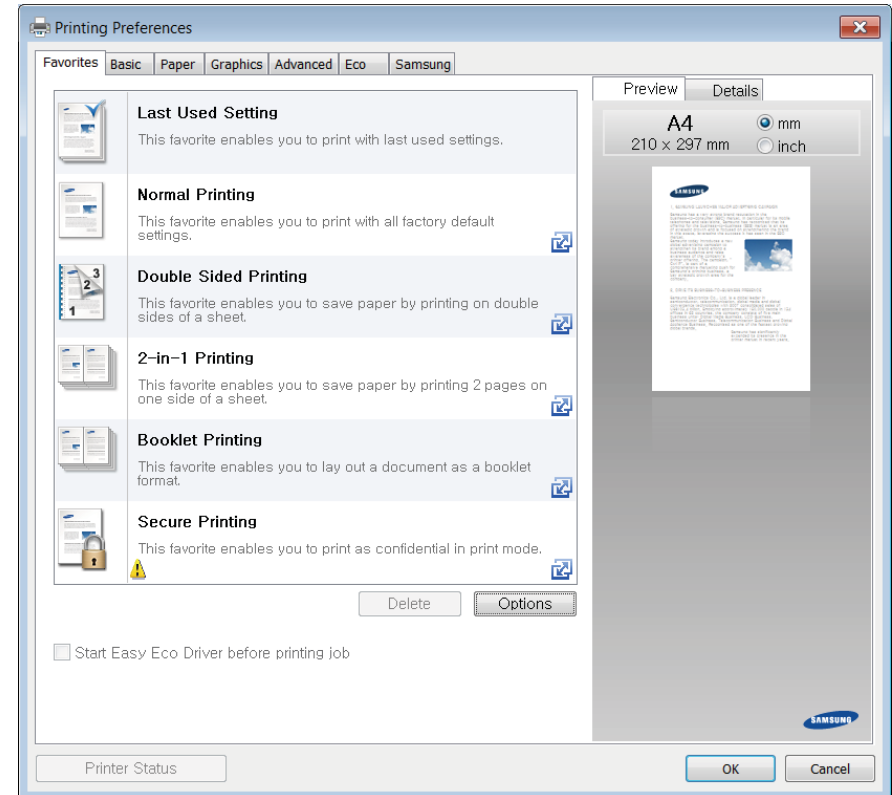 Printing Preferences
Favorites Basic Paper Graphics Advanced Eco Samsung
Last Used Setting
This favorite enables you to print with last used settings.
Normal Printing
This favorite enables you to print with all factory default
settings.
Double Sided Printing
This favorite enables you to save paper by printing on double
sides of a sheet.
2-in-1 Printing
This favorite enables you to save paper by printing 2 pages on
one side of a sheet.
Booklet Printing
This favorite enables you to lay out a document as a booklet
format.
Secure Printing
This favorite enables you to print as confidential in print mode.
Delete Options
Start Easy Eco Driver before printing job
Preview Details
A4 mm
210 x 297 mm inch
SAMSUNG
SAMSUNG
Printer Status OK Cancel
1 2 3